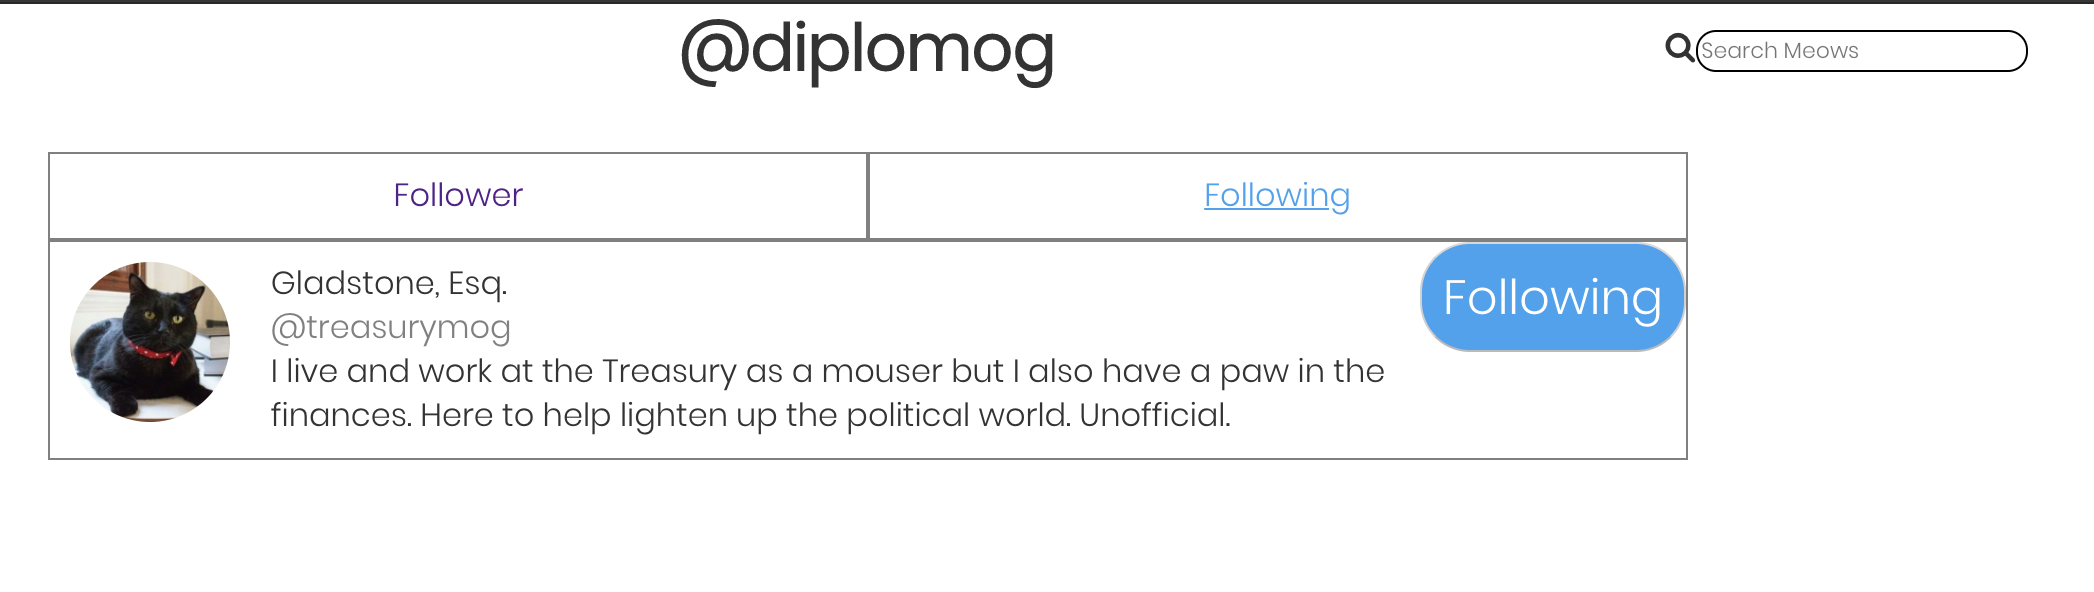 @diplomog
Search Meows
Follower
Following
Gladstone, Esq.
Following
@treasurymog
I live and work at the Treasury as a mouser but I also have a paw in the
finances. Here to help lighten up the political world. Unofficial.